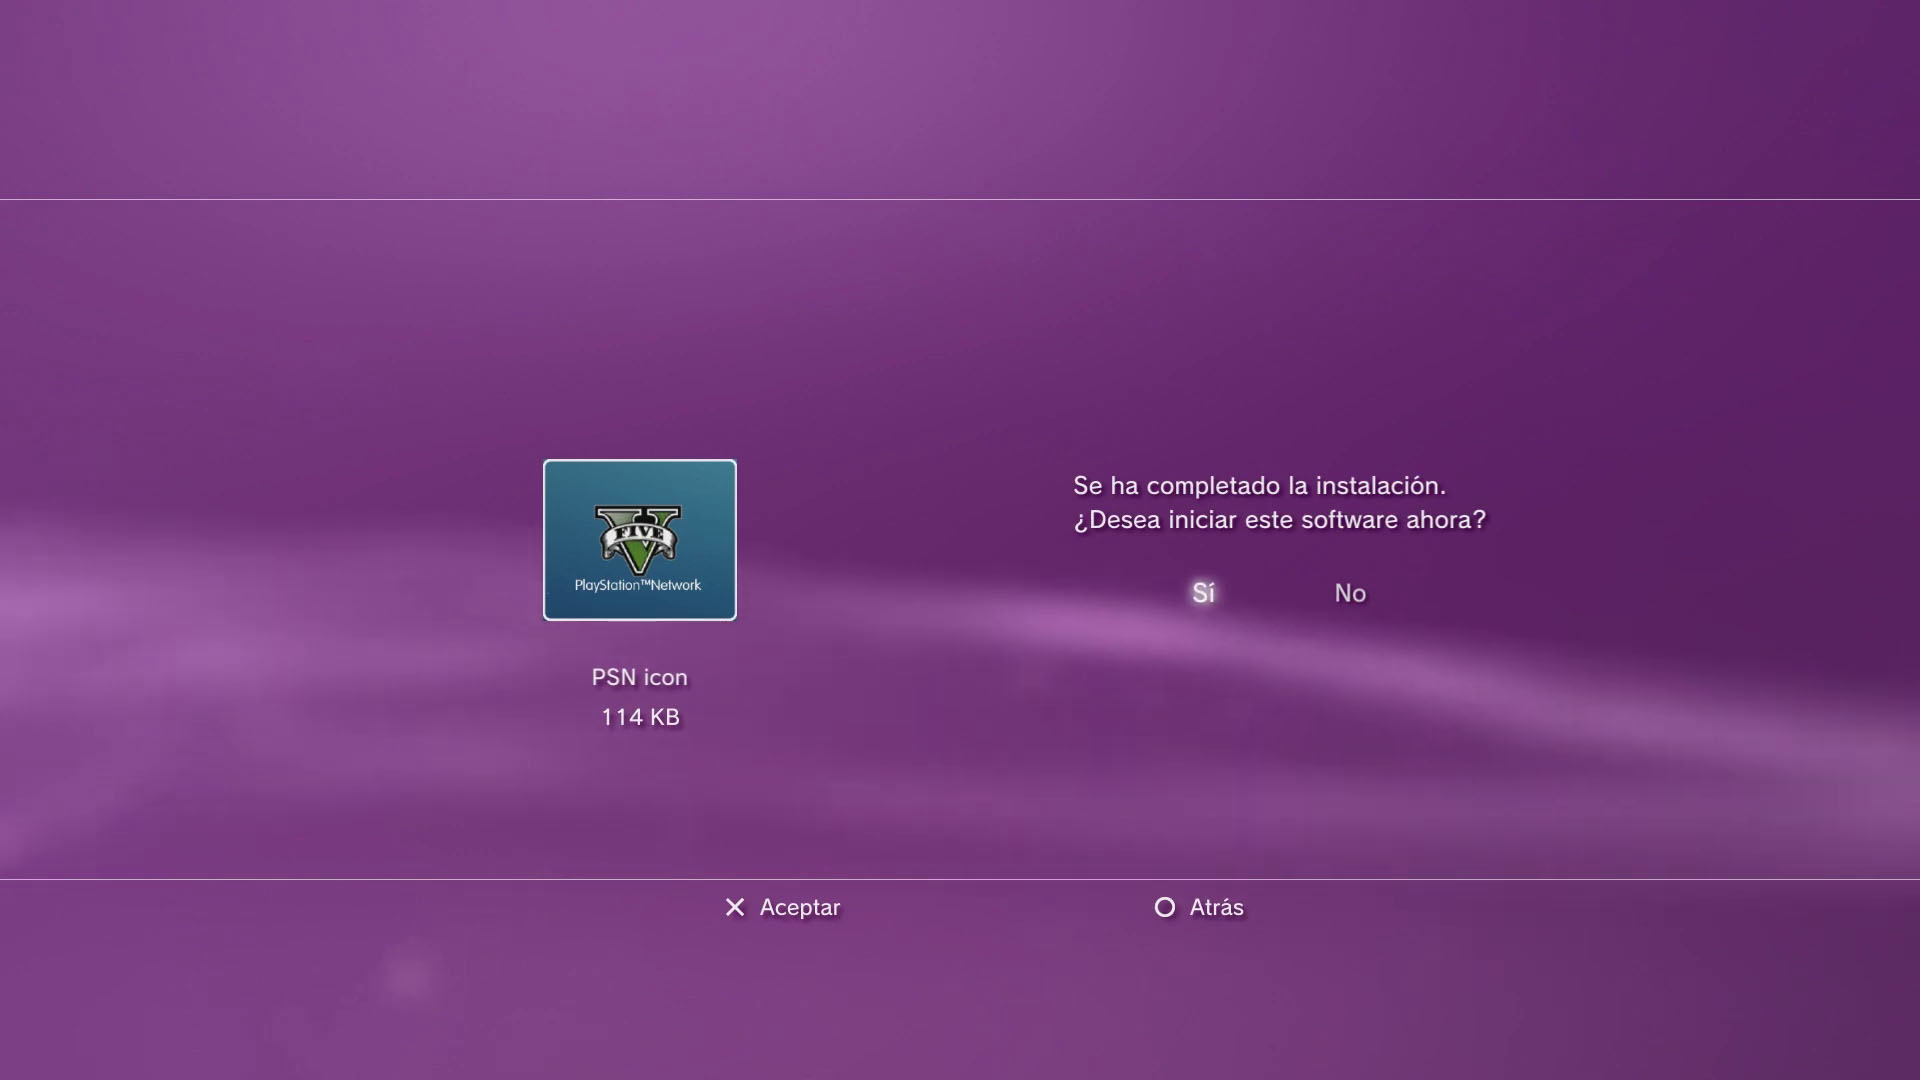 FIVE
PlayStation™Network
PSN icon
114 KB
Se ha completado la instalación.
¿Desea iniciar este software ahora?
Sí No
Aceptar Atrás